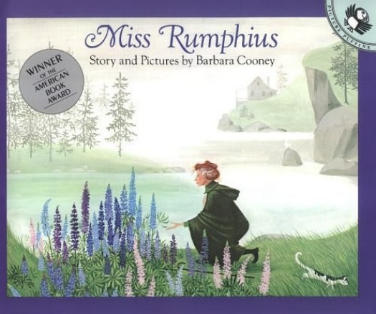 Miss Rumphius
Story and Pictures by Barbara Cooney
WINNER
OF THE
AMERICAN
BOOK
AWARD